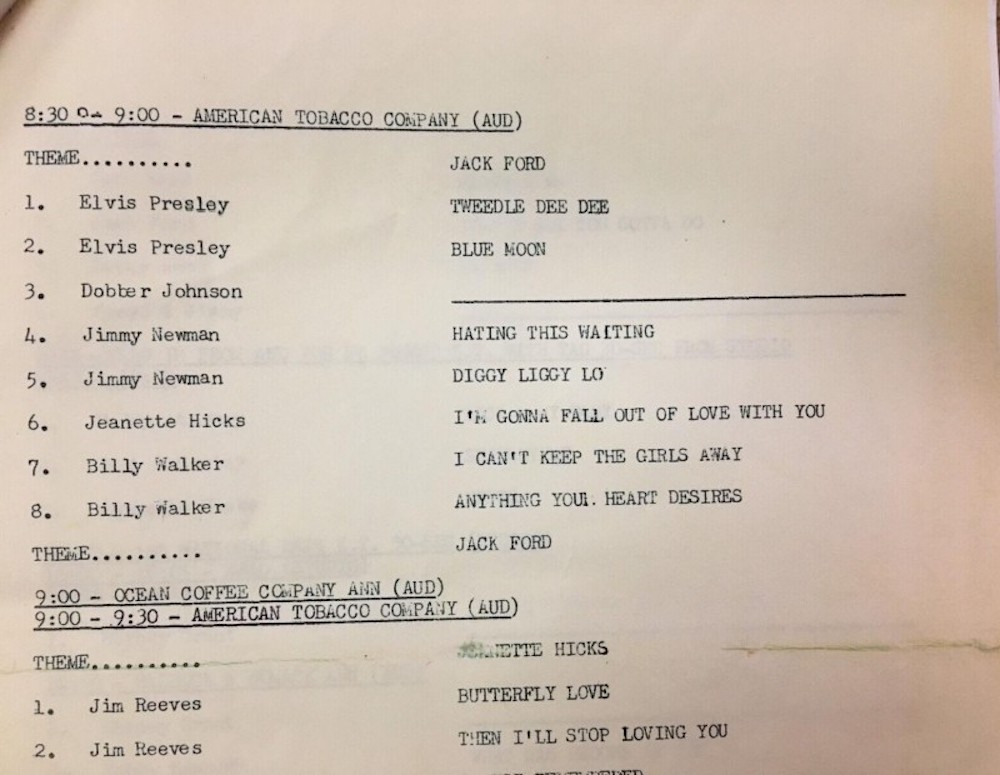 8:30 - 9:00 - AMERICAN TOBACCO COMPANY (AUD)
THEME.......... JACK FORD
1. Elvis Presley TWEEDLE DEE DEE
2. Elvis Presley BLUE MOON
3. Dobber Johnson
4. Jimmy Newman HATING THIS WAITING
5. Jimmy Newman DIGGY LIGGY LO
6. Jeanette Hicks I'M GONNA FALL OUT OF LOVE WITH YOU
7. Billy Walker I CAN'T KEEP THE GIRLS AWAY
8. Billy Walker ANYTHING YOUR HEART DESIRES
THEME.......... JACK FORD
9:00 - OCEAN COFFEE COMPANY ANN (AUD)
9:00 - 9:30 - AMERICAN TOBACCO COMPANY (AUD)
THEME.......... JEANETTE HICKS
1. Jim Reeves BUTTERFLY LOVE
2. Jim Reeves THEN I'LL STOP LOVING YOU